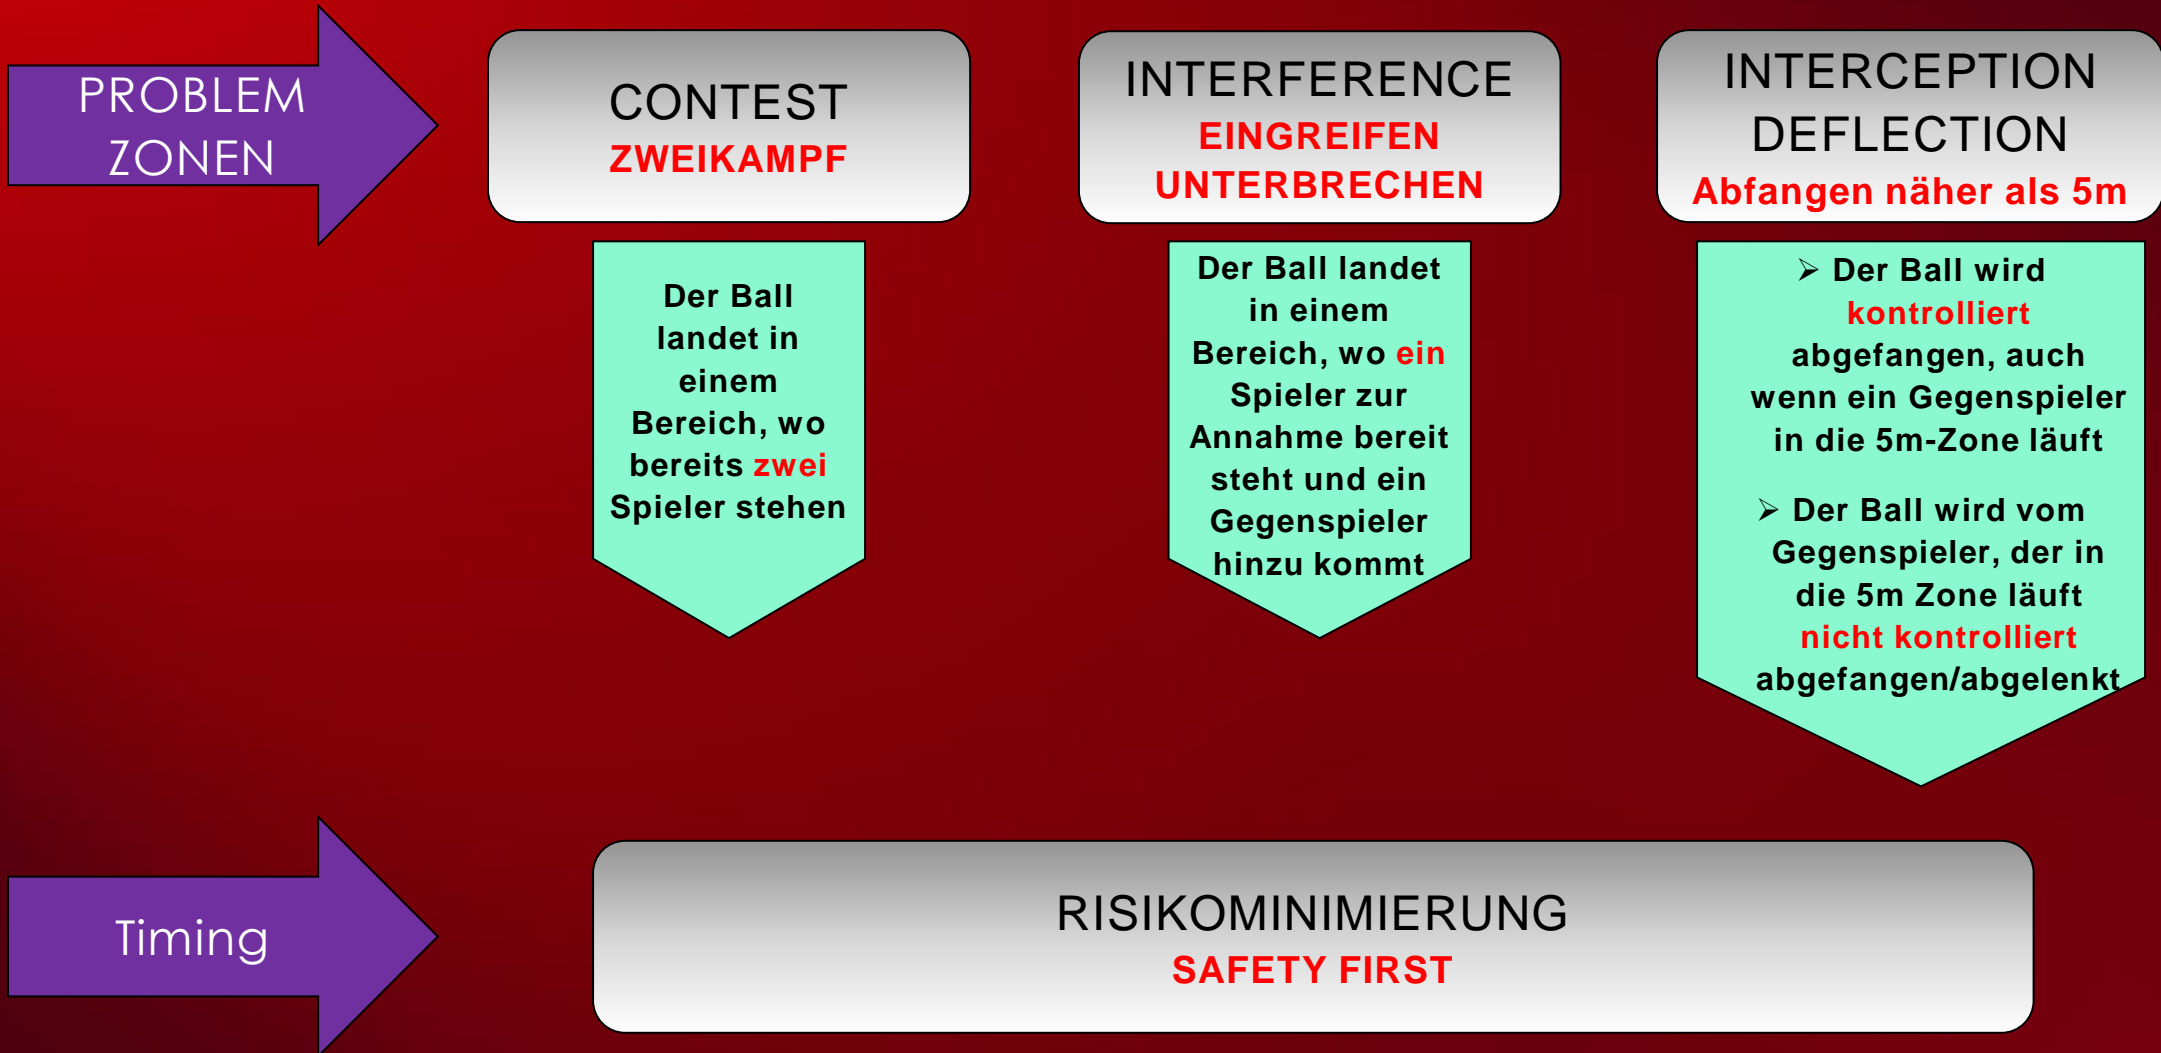 PROBLEM
ZONEN
CONTEST
ZWEIKAMPF
Der Ball
landet in
einem
Bereich, wo
bereits zwei
Spieler stehen
INTERFERENCE
EINGREIFEN
UNTERBRECHEN
Der Ball landet
in einem
Bereich, wo ein
Spieler zur
Annahme bereit
steht und ein
Gegenspieler
hinzu kommt
INTERCEPTION
DEFLECTION
Abfangen näher als 5m
➢ Der Ball wird
kontrolliert
abgefangen, auch
wenn ein Gegenspieler
in die 5m-Zone läuft
➢ Der Ball wird vom
Gegenspieler, der in
die 5m Zone läuft
nicht kontrolliert
abgefangen/abgelenkt
Timing
RISIKOMINIMIERUNG
SAFETY FIRST